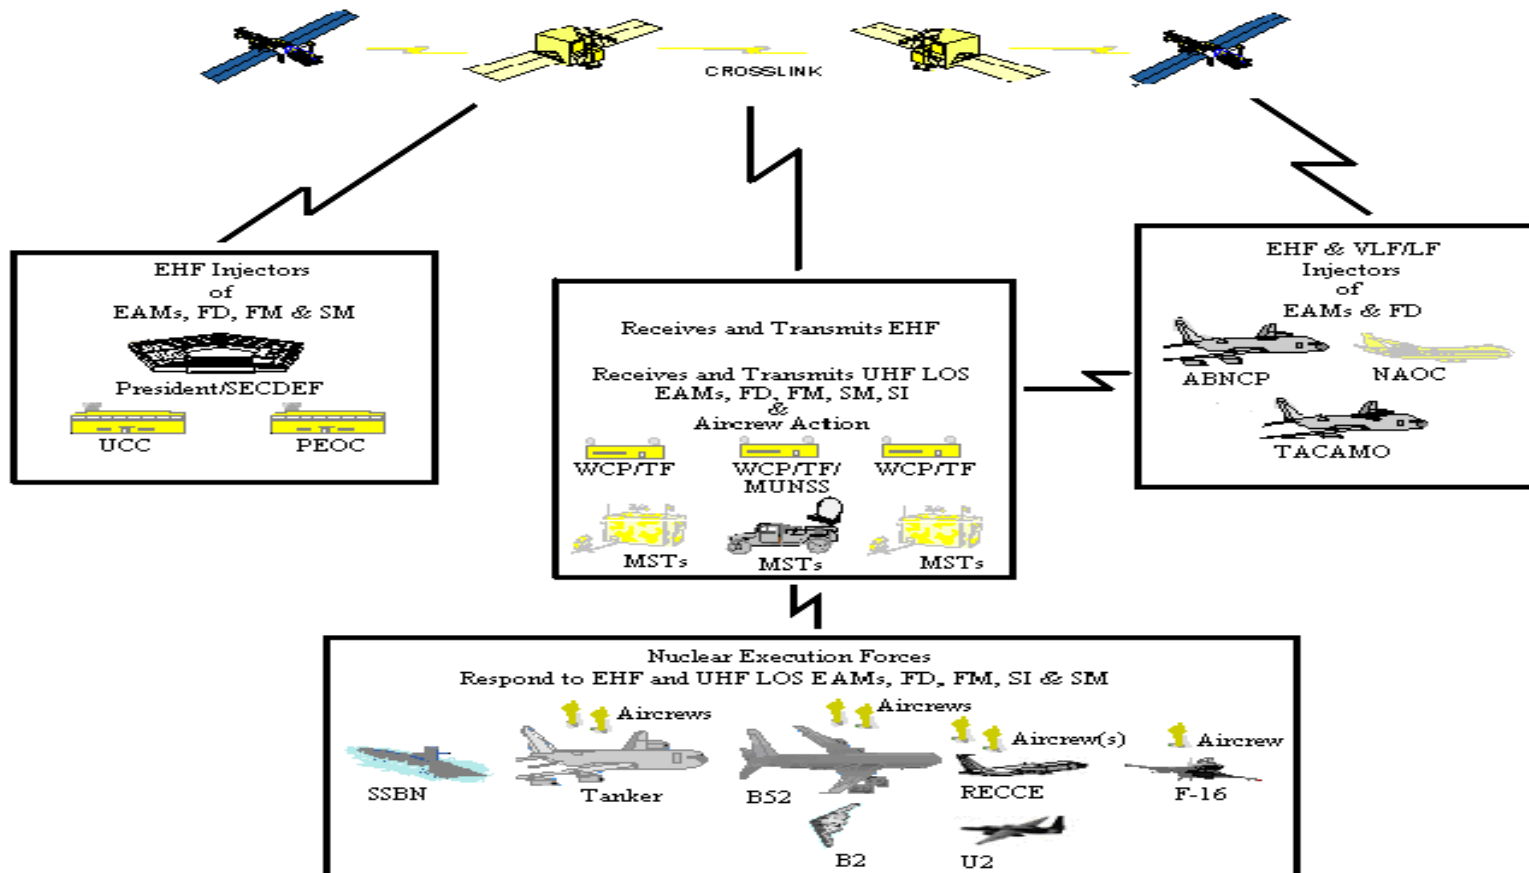 CROSSLINK
EHF Injectors
of
EAMs, FD, FM & SM
President/SECDEF
UCC
PEOC
Receives and Transmits EHF
Receives and Transmits UHF LOS
EAMs, FD, FM, SM, SI
&
Aircrew Action
WCP/TF
WCP/TF/
MUNSS
WCP/TF
MSTs
MSTs
MSTs
EHF & VLF/LF
Injectors
of
EAMs & FD
ABNCP
NAOC
TACAMO
Nuclear Execution Forces
Respond to EHF and UHF LOS EAMs, FD, FM, SI & SM
Aircrews
Aircrews
Aircrew(s)
Aircrew
SSBN
Tanker
B52
RECCE
F-16
B2
U2